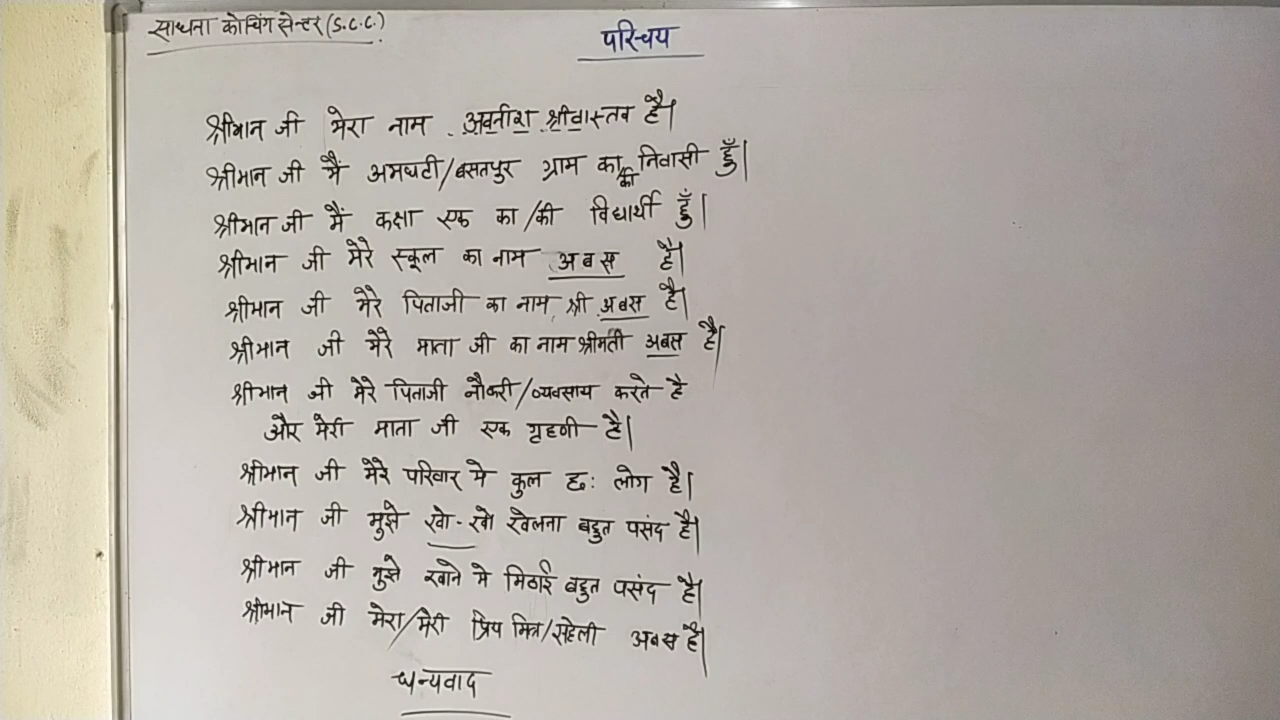 साधना कोचिंग सेन्टर (S.C.C.)
परिचय
श्रीमान जी मेरा नाम अवनीश श्रीवास्तव है।
श्रीमान जी मैं अमघटी/बसतपुर ग्राम का/की निवासी हूँ।
श्रीमान जी मैं कक्षा एक का/की विद्यार्थी हूँ।
श्रीमान जी मेरे स्कूल का नाम अबस है।
श्रीमान जी मेरे पिताजी का नाम श्री अबस है।
श्रीमान जी मेरे माता जी का नाम श्रीमती अबस है।
श्रीमान जी मेरे पिताजी नौकरी/व्यवसाय करते है
और मेरी माता जी एक गृहणी है।
श्रीमान जी मेरे परिवार मे कुल छः लोग है।
श्रीमान जी मुझे खो-खो खेलना बहुत पसंद है।
श्रीमान जी मुझे खाने मे मिठाई बहुत पसंद है।
श्रीमान जी मेरा/मेरी प्रिय मित्र/सहेली अबस है।
धन्यवाद